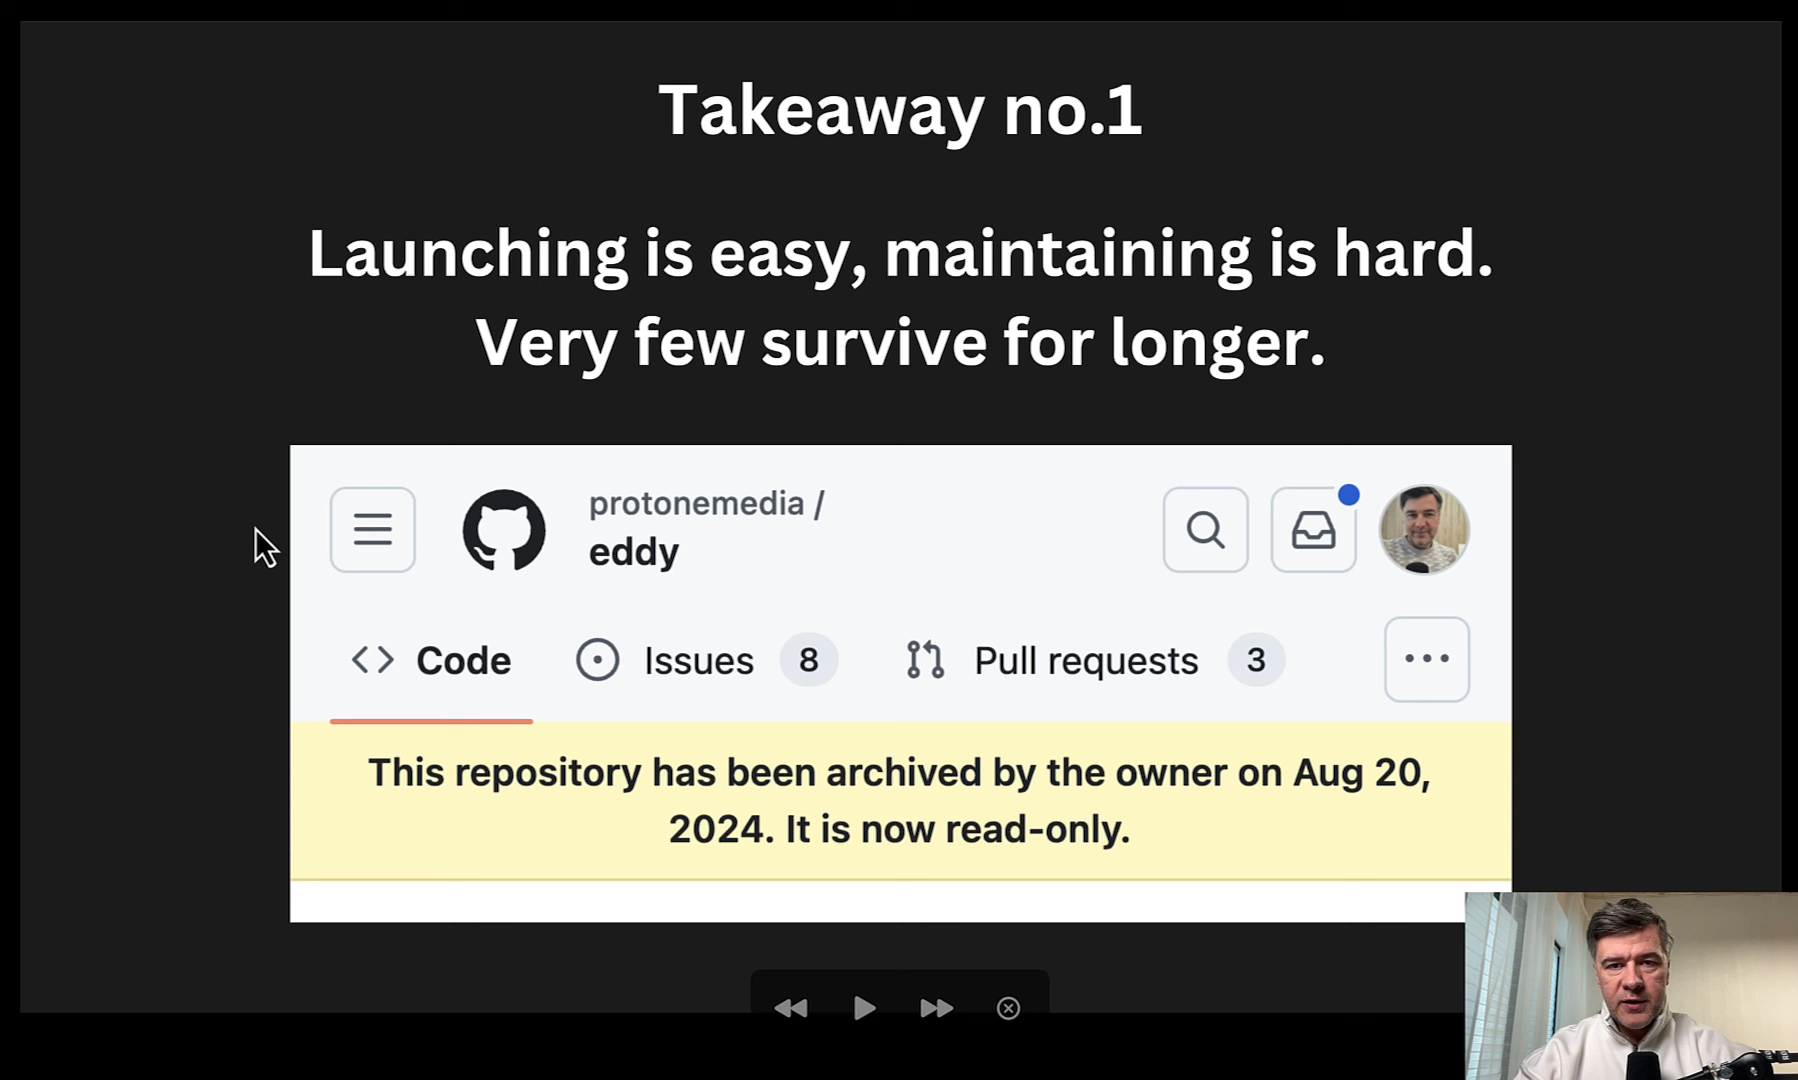 Takeaway no.1
Launching is easy, maintaining is hard.
Very few survive for longer.
protonemedia /
eddy
Code
Issues 8
Pull requests 3
This repository has been archived by the owner on Aug 20,
2024. It is now read-only.